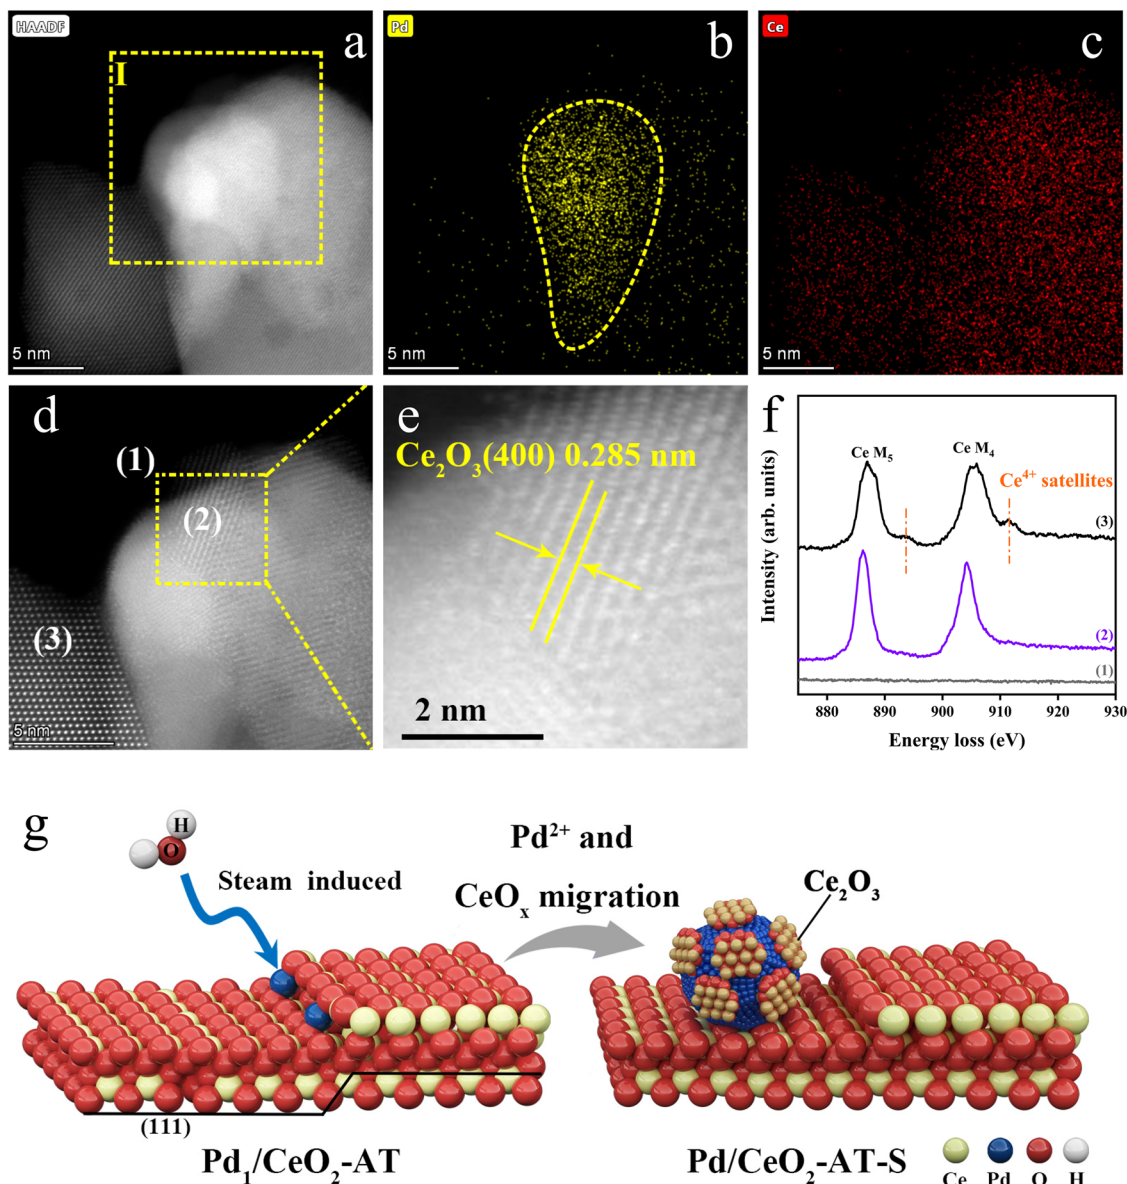 HAADF
a
I
5 nm
Pd
b
5 nm
Ce
c
5 nm
d
(1)
(2)
(3)
5 nm
e
Ce₂O₃(400) 0.285 nm
2 nm
f
Intensity (arb. units)
Ce M₅
Ce M₄
Ce⁴⁺ satellites
(3)
(2)
(1)
880 890 900 910 920 930
Energy loss (eV)
g
H
O
Steam induced
Pd²⁺ and
CeOₓ migration
Ce₂O₃
(111)
Pd₁/CeO₂-AT
Pd/CeO₂-AT-S
Ce Pd O H